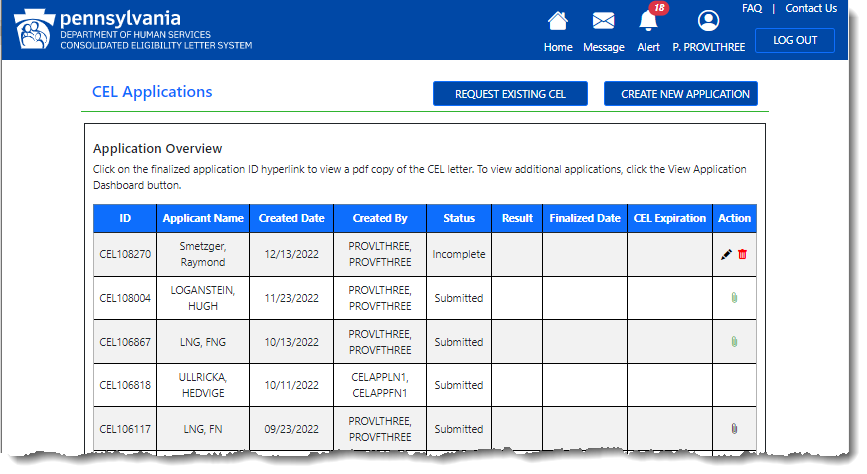 pennsylvania
DEPARTMENT OF HUMAN SERVICES
CONSOLIDATED ELIGIBILITY LETTER SYSTEM
FAQ | Contact Us
18
Home Message Alert P. PROVLTHREE LOG OUT
CEL Applications REQUEST EXISTING CEL CREATE NEW APPLICATION
Application Overview
Click on the finalized application ID hyperlink to view a pdf copy of the CEL letter. To view additional applications, click the View Application
Dashboard button.
ID Applicant Name Created Date Created By Status Result Finalized Date CEL Expiration Action
CEL108270 Smetzger, Raymond 12/13/2022 PROVLTHREE, PROVFTHREE Incomplete
CEL108004 LOGANSTEIN, HUGH 11/23/2022 PROVLTHREE, PROVFTHREE Submitted
CEL106867 LNG, FNG 10/13/2022 PROVLTHREE, PROVFTHREE Submitted
CEL106818 ULLRICKA, HEDVIGE 10/11/2022 CELAPPLN1, CELAPPFN1 Submitted
CEL106117 LNG, FN 09/23/2022 PROVLTHREE, PROVFTHREE Submitted